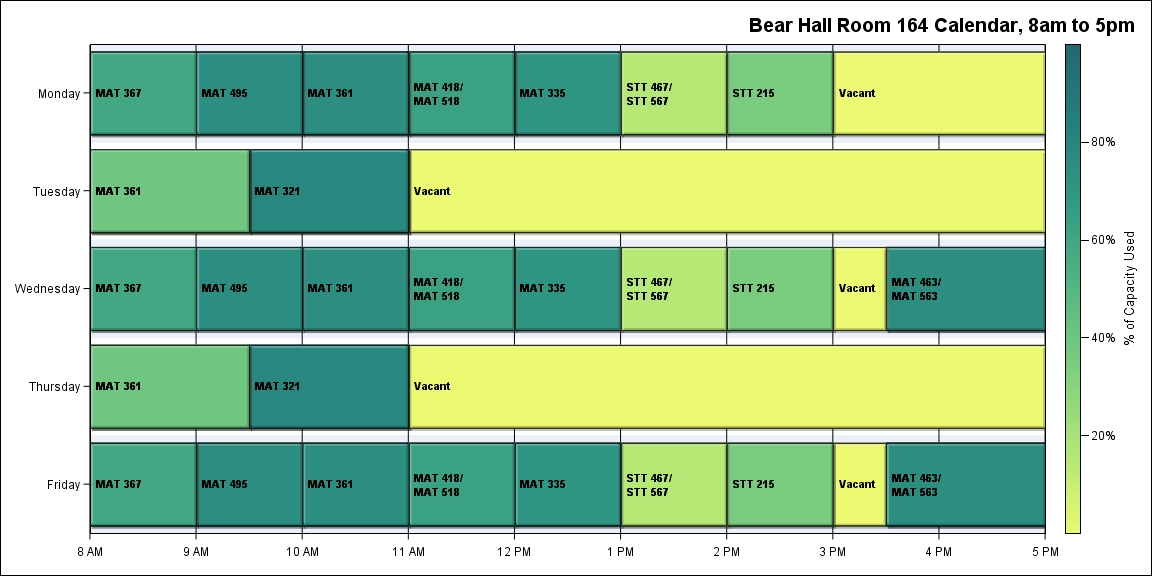 Bear Hall Room 164 Calendar, 8am to 5pm
Monday
MAT 367
MAT 495
MAT 361
MAT 418/
MAT 518
MAT 335
STT 467/
STT 567
STT 215
Vacant
Tuesday
MAT 361
MAT 321
Vacant
Wednesday
MAT 367
MAT 495
MAT 361
MAT 418/
MAT 518
MAT 335
STT 467/
STT 567
STT 215
Vacant
MAT 463/
MAT 563
Thursday
MAT 361
MAT 321
Vacant
Friday
MAT 367
MAT 495
MAT 361
MAT 418/
MAT 518
MAT 335
STT 467/
STT 567
STT 215
Vacant
MAT 463/
MAT 563
8 AM
9 AM
10 AM
11 AM
12 PM
1 PM
2 PM
3 PM
4 PM
5 PM
80%
60%
40%
20%
% of Capacity Used